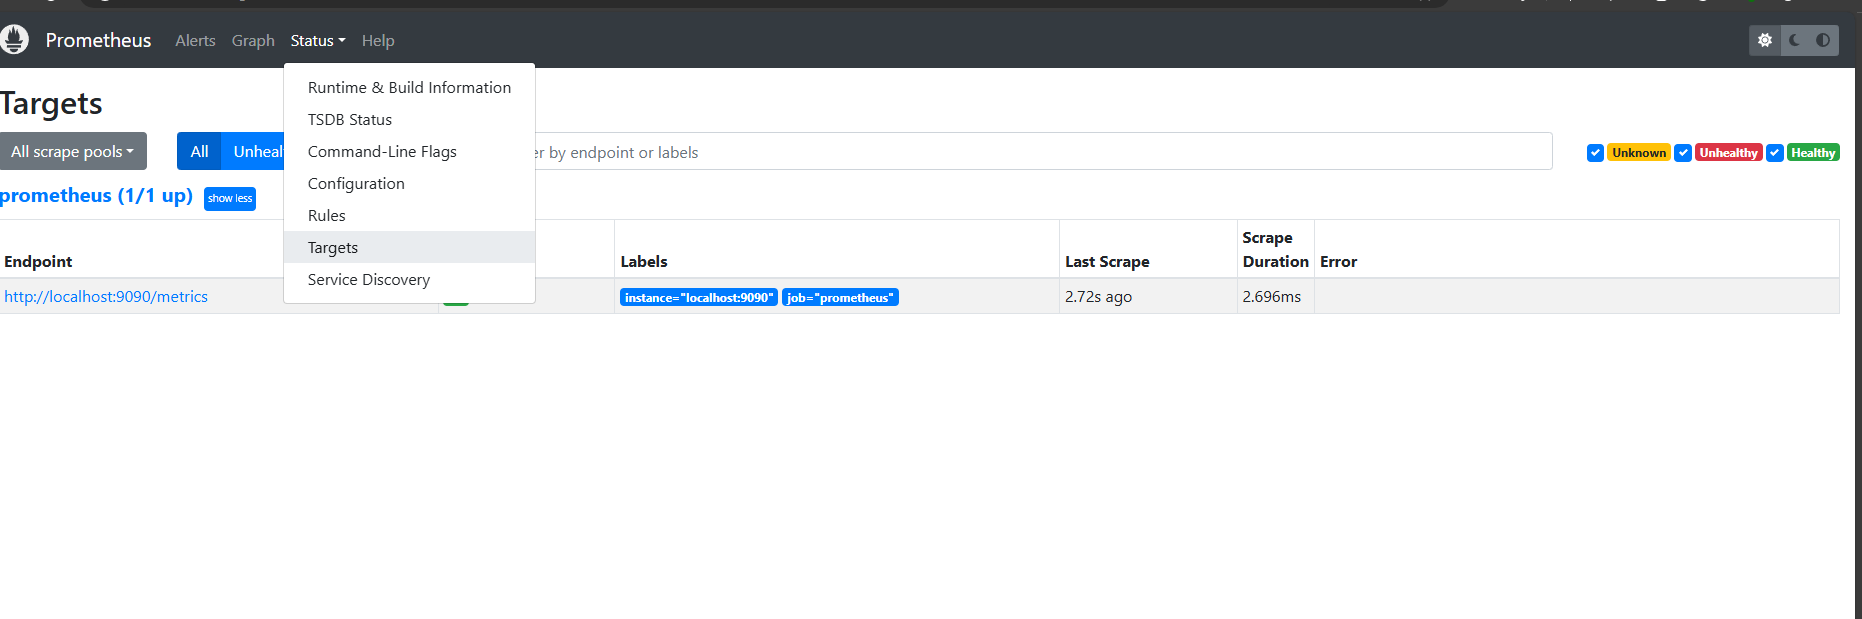 Prometheus Alerts Graph Status Help
Runtime & Build Information
TSDB Status
Command-Line Flags
Configuration
Rules
Targets
Service Discovery
Targets
All scrape pools All by endpoint or labels Unknown Unhealthy Healthy
prometheus (1/1 up) show less
Endpoint Labels Last Scrape Scrape Duration Error
http://localhost:9090/metrics instance="localhost:9090" job="prometheus" 2.72s ago 2.696ms